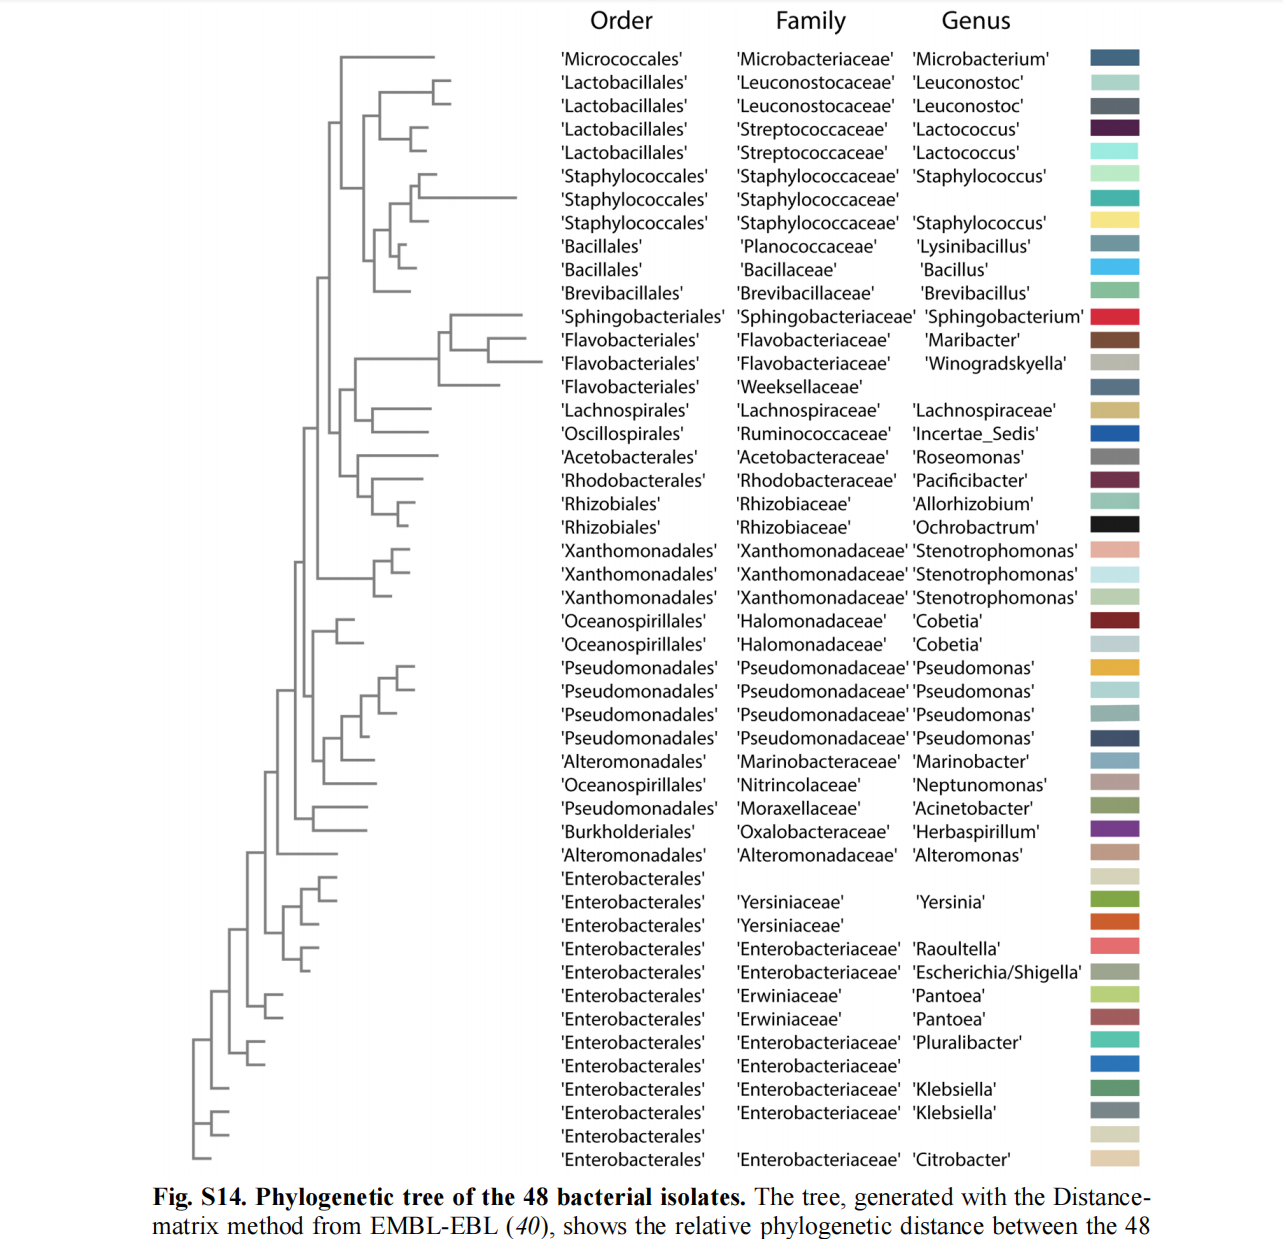 Order Family Genus
'Micrococcales' 'Microbacteriaceae' 'Microbacterium'
'Lactobacillales' 'Leuconostocaceae' 'Leuconostoc'
'Lactobacillales' 'Leuconostocaceae' 'Leuconostoc'
'Lactobacillales' 'Streptococcaceae' 'Lactococcus'
'Lactobacillales' 'Streptococcaceae' 'Lactococcus'
'Staphylococcales' 'Staphylococcaceae' 'Staphylococcus'
'Staphylococcales' 'Staphylococcaceae'
'Staphylococcales' 'Staphylococcaceae' 'Staphylococcus'
'Bacillales' 'Planococcaceae' 'Lysinibacillus'
'Bacillales' 'Bacillaceae' 'Bacillus'
'Brevibacillales' 'Brevibacillaceae' 'Brevibacillus'
'Sphingobacteriales' 'Sphingobacteriaceae' 'Sphingobacterium'
'Flavobacteriales' 'Flavobacteriaceae' 'Maribacter'
'Flavobacteriales' 'Flavobacteriaceae' 'Winogradskyella'
'Flavobacteriales' 'Weeksellaceae'
'Lachnospirales' 'Lachnospiraceae' 'Lachnospiraceae'
'Oscillospirales' 'Ruminococcaceae' 'Incertae_Sedis'
'Acetobacterales' 'Acetobacteraceae' 'Roseomonas'
'Rhodobacterales' 'Rhodobacteraceae' 'Pacificibacter'
'Rhizobiales' 'Rhizobiaceae' 'Allorhizobium'
'Rhizobiales' 'Rhizobiaceae' 'Ochrobactrum'
'Xanthomonadales' 'Xanthomonadaceae' 'Stenotrophomonas'
'Xanthomonadales' 'Xanthomonadaceae' 'Stenotrophomonas'
'Xanthomonadales' 'Xanthomonadaceae' 'Stenotrophomonas'
'Oceanospirillales' 'Halomonadaceae' 'Cobetia'
'Oceanospirillales' 'Halomonadaceae' 'Cobetia'
'Pseudomonadales' 'Pseudomonadaceae' 'Pseudomonas'
'Pseudomonadales' 'Pseudomonadaceae' 'Pseudomonas'
'Pseudomonadales' 'Pseudomonadaceae' 'Pseudomonas'
'Pseudomonadales' 'Pseudomonadaceae' 'Pseudomonas'
'Alteromonadales' 'Marinobacteraceae' 'Marinobacter'
'Oceanospirillales' 'Nitrincolaceae' 'Neptunomonas'
'Pseudomonadales' 'Moraxellaceae' 'Acinetobacter'
'Burkholderiales' 'Oxalobacteraceae' 'Herbaspirillum'
'Alteromonadales' 'Alteromonadaceae' 'Alteromonas'
'Enterobacterales'
'Enterobacterales' 'Yersiniaceae' 'Yersinia'
'Enterobacterales' 'Yersiniaceae'
'Enterobacterales' 'Enterobacteriaceae' 'Raoultella'
'Enterobacterales' 'Enterobacteriaceae' 'Escherichia/Shigella'
'Enterobacterales' 'Erwiniaceae' 'Pantoea'
'Enterobacterales' 'Erwiniaceae' 'Pantoea'
'Enterobacterales' 'Enterobacteriaceae' 'Pluralibacter'
'Enterobacterales' 'Enterobacteriaceae'
'Enterobacterales' 'Enterobacteriaceae' 'Klebsiella'
'Enterobacterales' 'Enterobacteriaceae' 'Klebsiella'
'Enterobacterales'
'Enterobacterales' 'Enterobacteriaceae' 'Citrobacter'
Fig. S14. Phylogenetic tree of the 48 bacterial isolates. The tree, generated with the Distance-
matrix method from EMBL-EBL (40), shows the relative phylogenetic distance between the 48